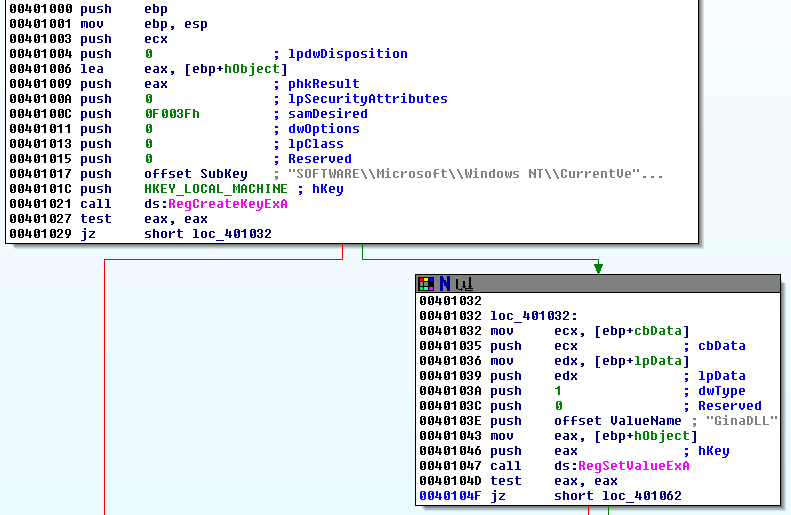 00401000 push ebp
00401001 mov ebp, esp
00401003 push ecx
00401004 push 0 ; lpdwDisposition
00401006 lea eax, [ebp+hObject]
00401009 push eax ; phkResult
0040100A push 0 ; lpSecurityAttributes
0040100C push 0F003Fh ; samDesired
00401011 push 0 ; dwOptions
00401013 push 0 ; lpClass
00401015 push 0 ; Reserved
00401017 push offset SubKey ; "SOFTWARE\\Microsoft\\Windows NT\\CurrentVe"...
0040101C push HKEY_LOCAL_MACHINE ; hKey
00401021 call ds:RegCreateKeyExA
00401027 test eax, eax
00401029 jz short loc_401032
00401032
00401032 loc_401032:
00401032 mov ecx, [ebp+cbData]
00401035 push ecx ; cbData
00401036 mov edx, [ebp+lpData]
00401039 push edx ; lpData
0040103A push 1 ; dwType
0040103C push 0 ; Reserved
0040103E push offset ValueName ; "GinaDLL"
00401043 mov eax, [ebp+hObject]
00401046 push eax ; hKey
00401047 call ds:RegSetValueExA
0040104D test eax, eax
0040104F jz short loc_401062